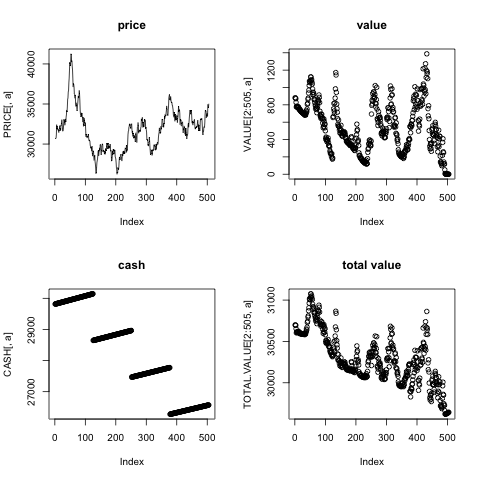 price
PRICE[, a]
30000 35000 40000
0 100 200 300 400 500
Index
value
VALUE[2:505, a]
0 400 800 1200
0 100 200 300 400 500
Index
cash
CASH[, a]
27000 29000
0 100 200 300 400 500
Index
total value
TOTAL.VALUE[2:505, a]
30000 30500 31000
0 100 200 300 400 500
Index